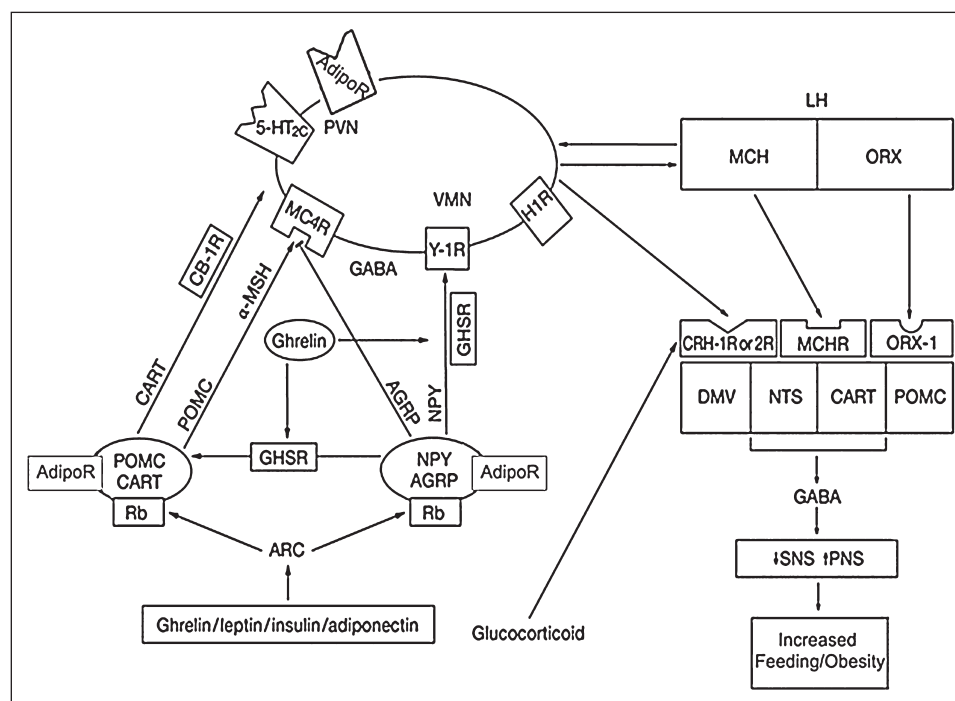 AdipoR
5-HT2C
PVN
LH
MCH
ORX
MC4R
VMN
H1R
Y-1R
GABA
CB-1R
α-MSH
GHSR
Ghrelin
CRH-1R or 2R
MCHR
ORX-1
CART
POMC
AGRP
NPY
DMV
NTS
CART
POMC
GHSR
AdipoR
POMC
CART
NPY
AGRP
AdipoR
Rb
Rb
GABA
ARC
↓SNS ↑PNS
Ghrelin/leptin/insulin/adiponectin
Glucocorticoid
Increased
Feeding/Obesity